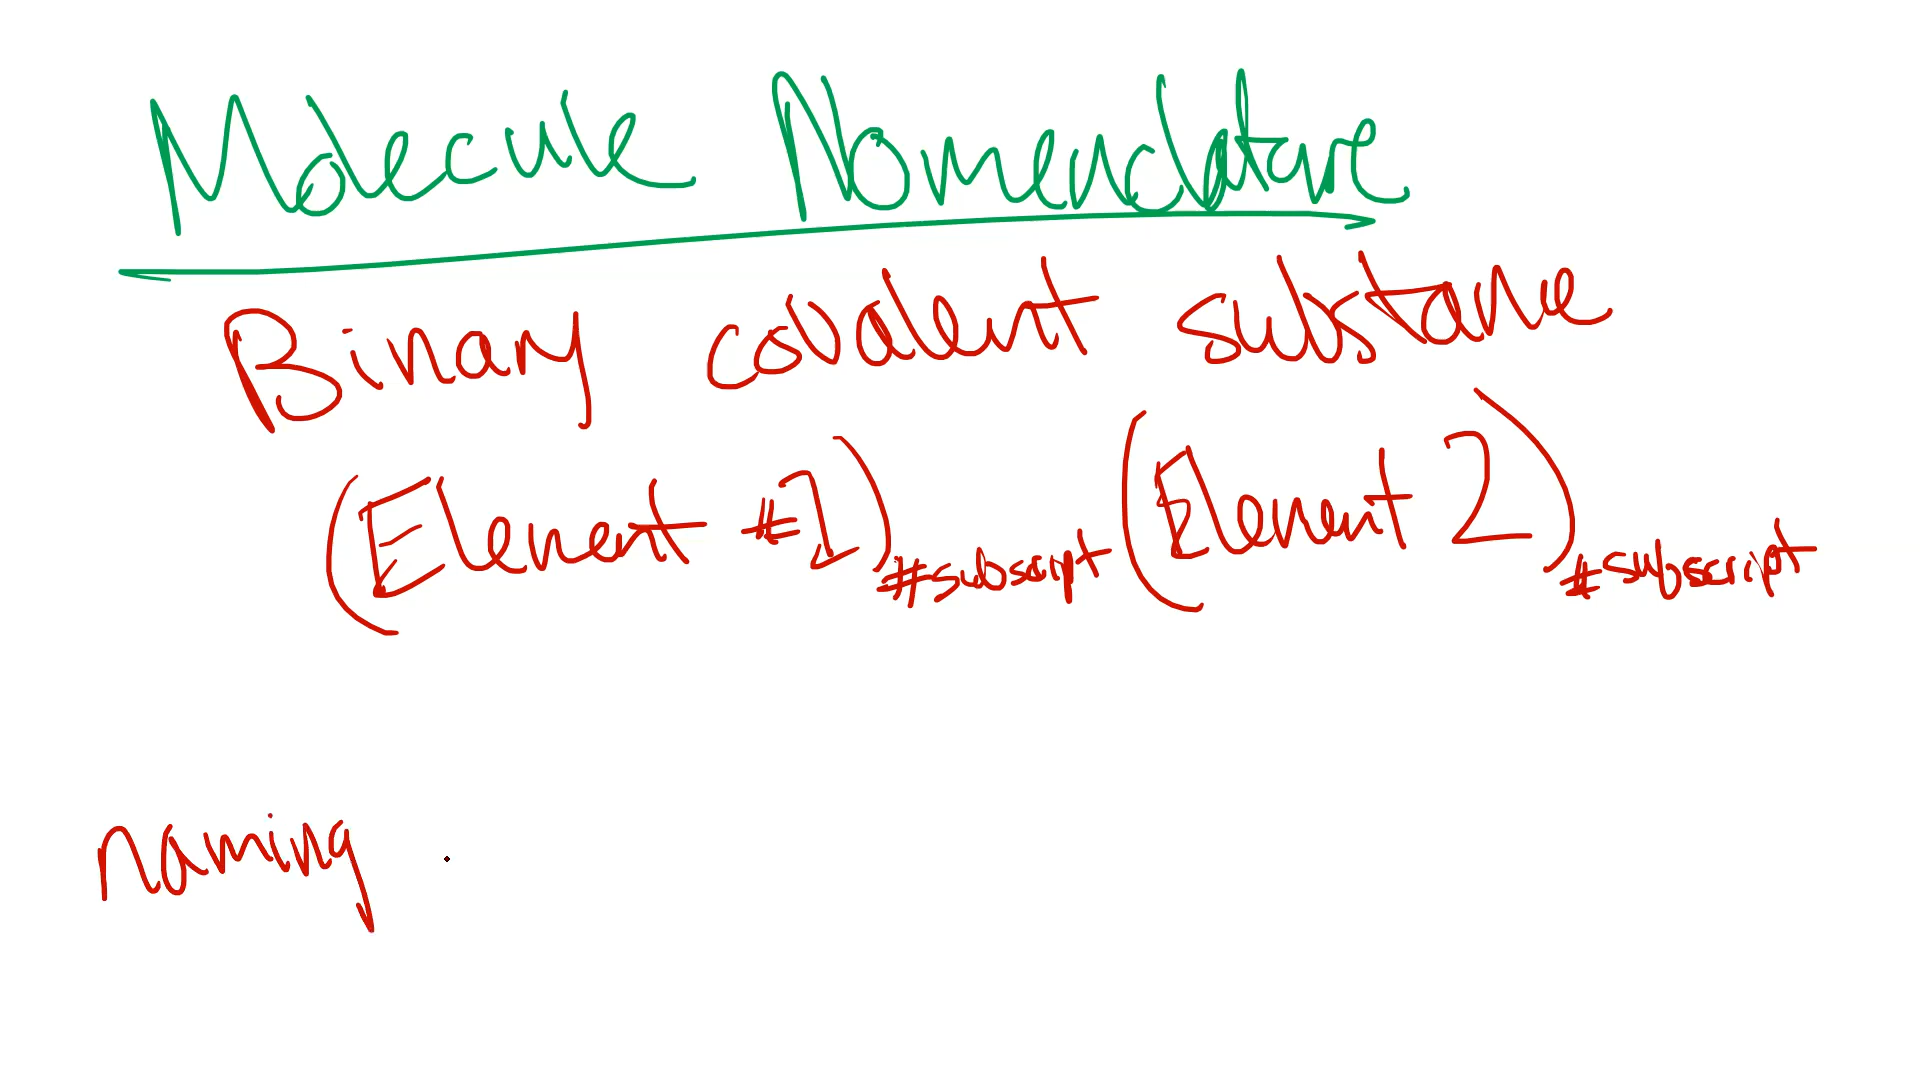 Molecule Nomenclature
Binary covalent substance
(Element #1)#subscript (Element 2)#subscript
naming